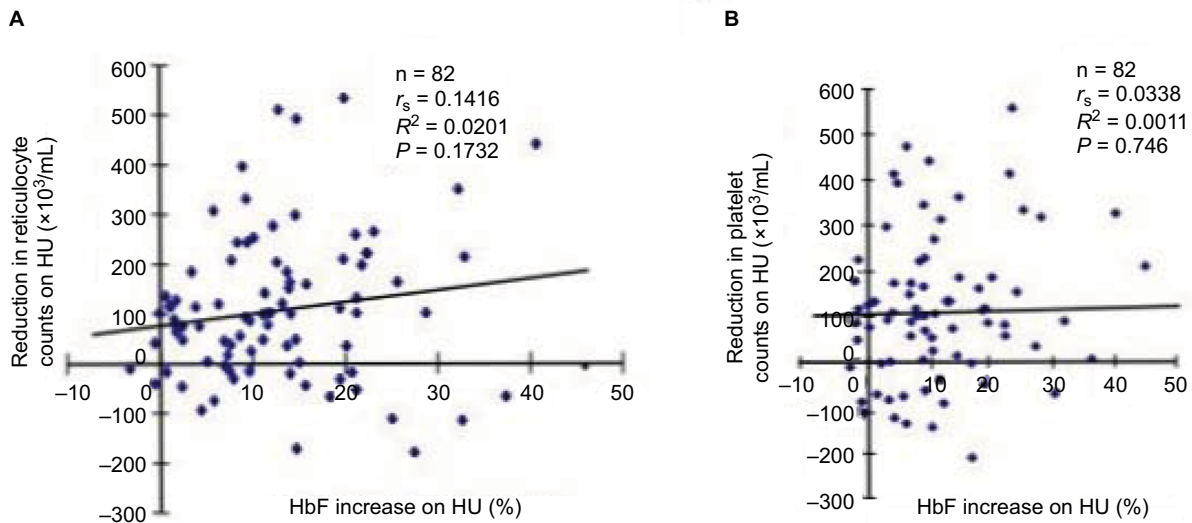 A
Reduction in reticulocyte
counts on HU (×10³/mL)
600
500
400
300
200
100
0
–100
–200
–300
–10 0 10 20 30 40 50
n = 82
rs = 0.1416
R² = 0.0201
P = 0.1732
HbF increase on HU (%)
B
Reduction in platelet
counts on HU (×10³/mL)
600
500
400
300
200
100
0
–100
–200
–300
–10 0 10 20 30 40 50
n = 82
rs = 0.0338
R² = 0.0011
P = 0.746
HbF increase on HU (%)